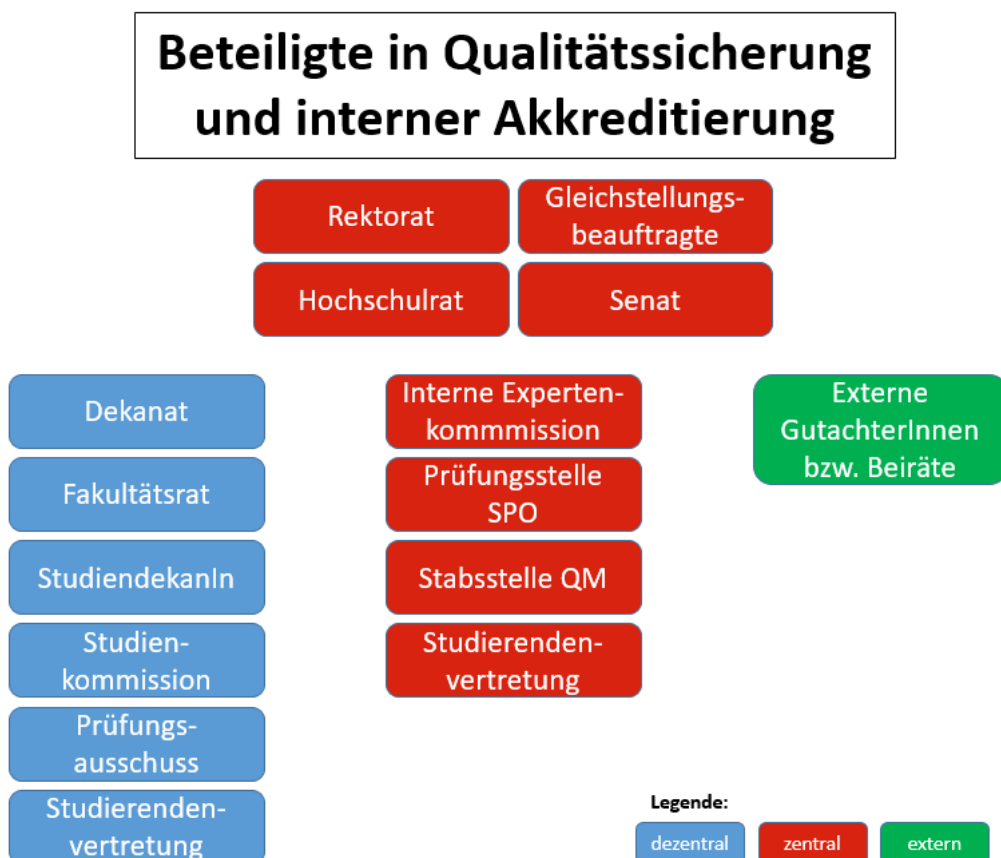 Beteiligte in Qualitätssicherung
und interner Akkreditierung
Rektorat
Gleichstellungs-
beauftragte
Hochschulrat
Senat
Dekanat
Fakultätsrat
StudiendekanIn
Studien-
kommission
Prüfungs-
ausschuss
Studierenden-
vertretung
Interne Experten-
kommmission
Prüfungsstelle
SPO
Stabsstelle QM
Studierenden-
vertretung
Externe
GutachterInnen
bzw. Beiräte
Legende:
dezentral
zentral
extern